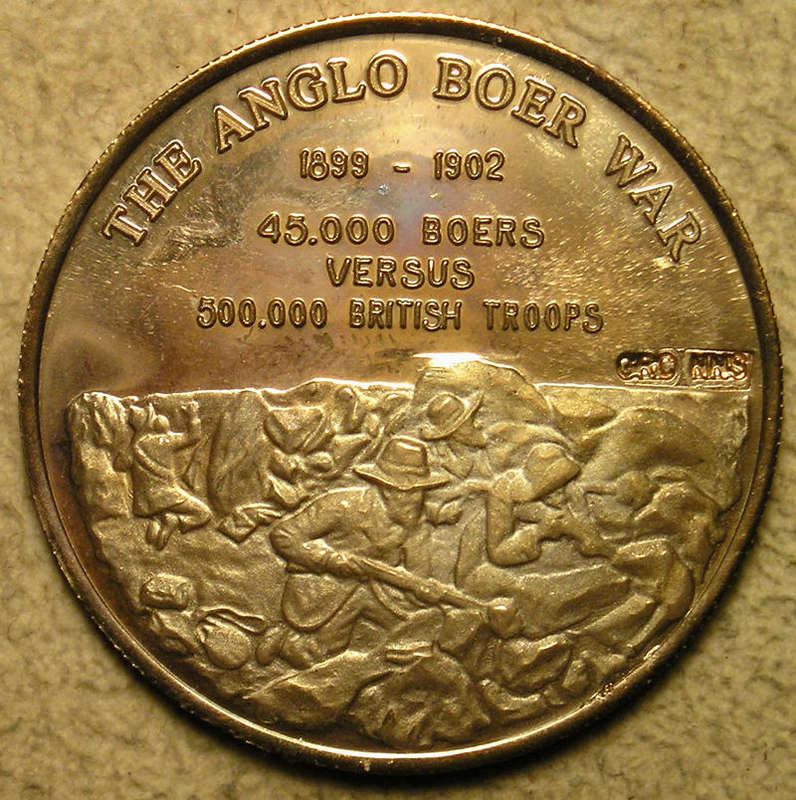 THE ANGLO BOER WAR
1899 - 1902
45.000 BOERS
VERSUS
500.000 BRITISH TROOPS